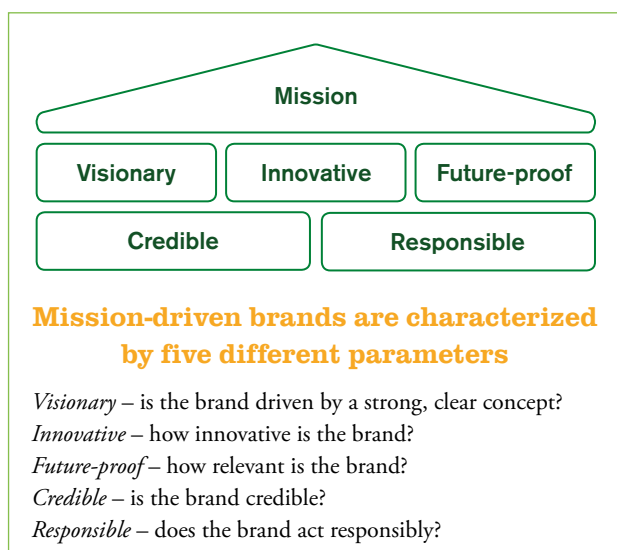 Mission
Visionary Innovative Future-proof
Credible Responsible
Mission-driven brands are characterized
by five different parameters
Visionary – is the brand driven by a strong, clear concept?
Innovative – how innovative is the brand?
Future-proof – how relevant is the brand?
Credible – is the brand credible?
Responsible – does the brand act responsibly?